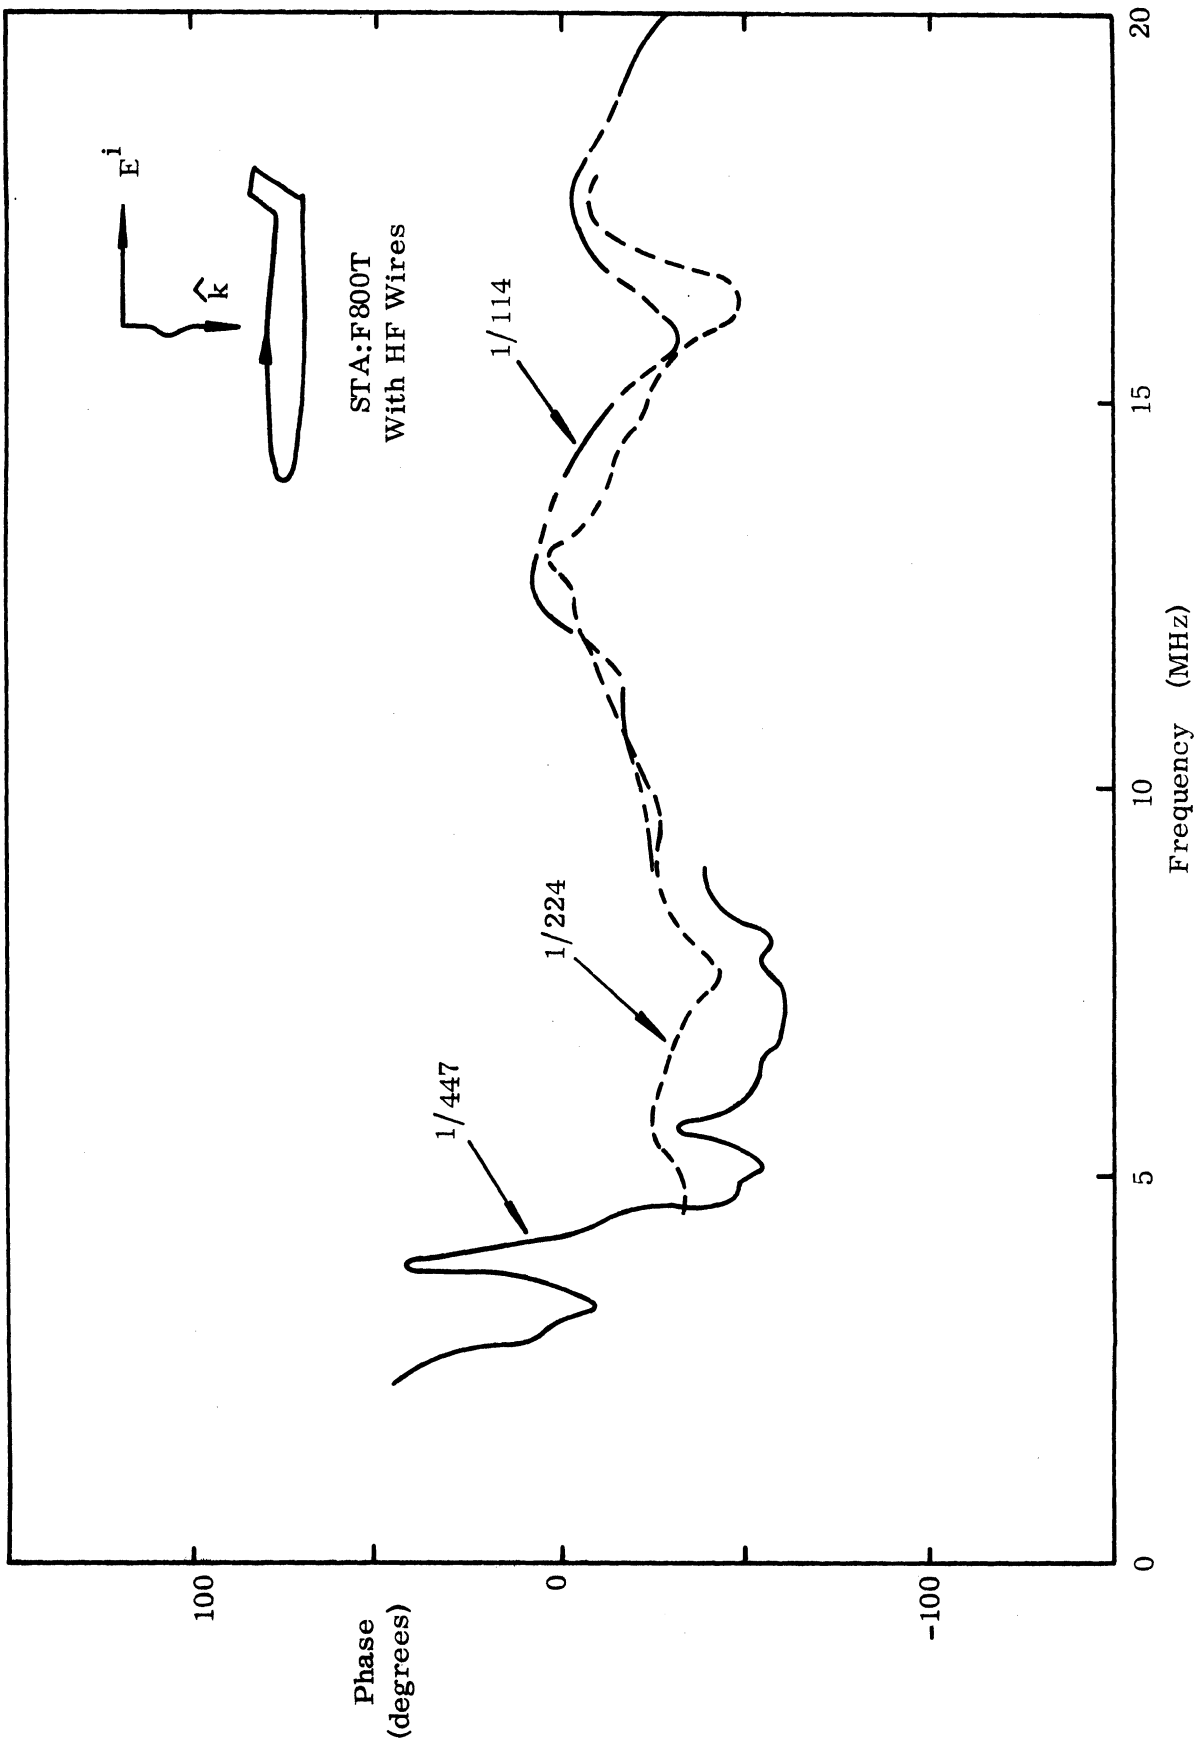 E^i
k̂
STA:F800T
With HF Wires
1/447
1/224
1/114
Phase
(degrees)
100
0
-100
0
5
10
15
20
Frequency (MHz)